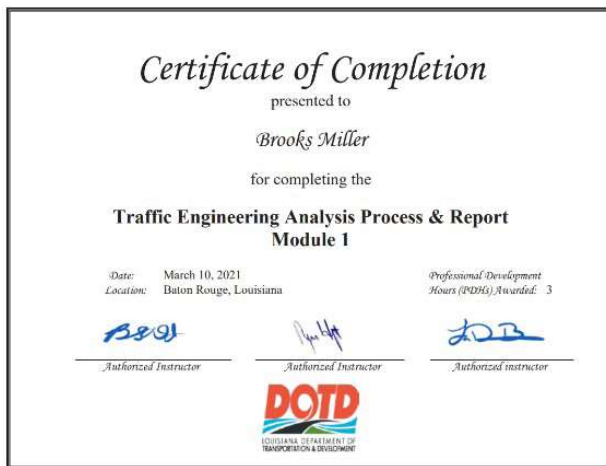 Certificate of Completion
presented to
Brooks Miller
for completing the
Traffic Engineering Analysis Process & Report
Module 1
Date: March 10, 2021
Location: Baton Rouge, Louisiana
Professional Development
Hours (PDHs) Awarded: 3
Authorized Instructor
Authorized Instructor
Authorized instructor
DOTD
LOUISIANA DEPARTMENT OF
TRANSPORTATION & DEVELOPMENT